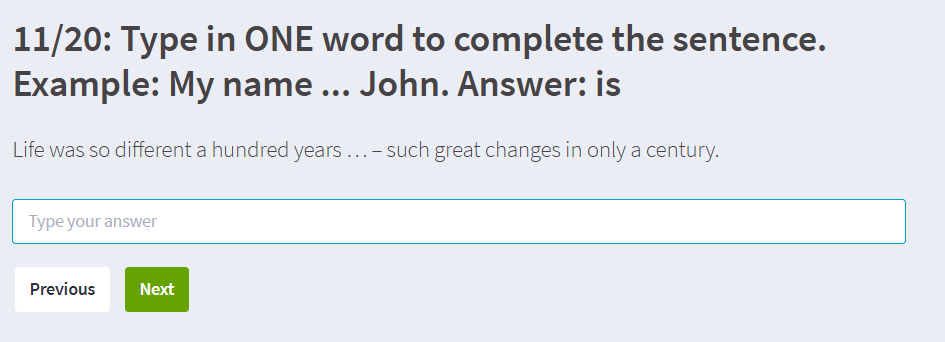 11/20: Type in ONE word to complete the sentence.
Example: My name ... John. Answer: is
Life was so different a hundred years … – such great changes in only a century.
Type your answer
Previous
Next